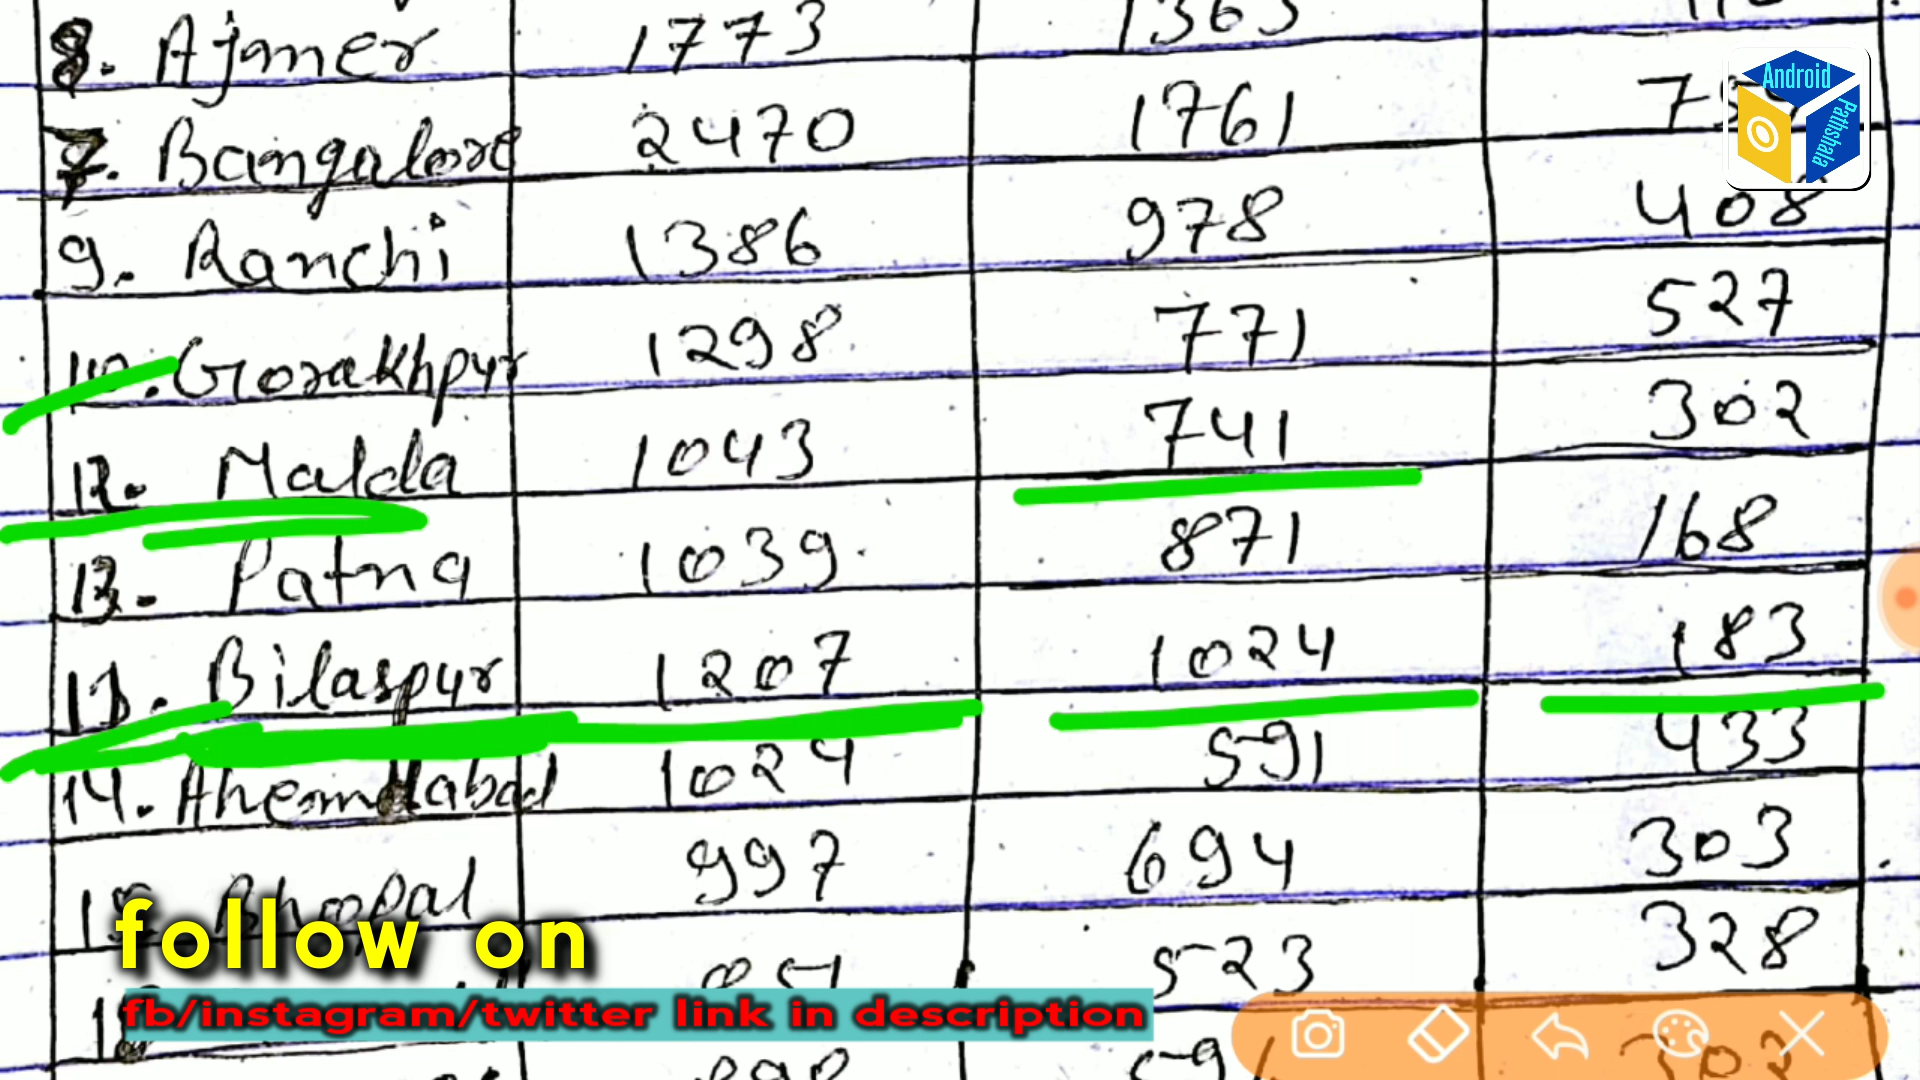 8. Ajmer 1773 1363
7. Bangalore 2470 1761
9. Ranchi 1386 978 408
10. Gorakhpur 1298 771 527
12. Malda 1043 741 302
13. Patna 1039 871 168
13. Bilaspur 1207 1024 183
14. Ahemdabad 1024 591 433
Bhopal 997 694 303
523 328
Android
Pathshala
follow on
fb/instagram/twitter link in description